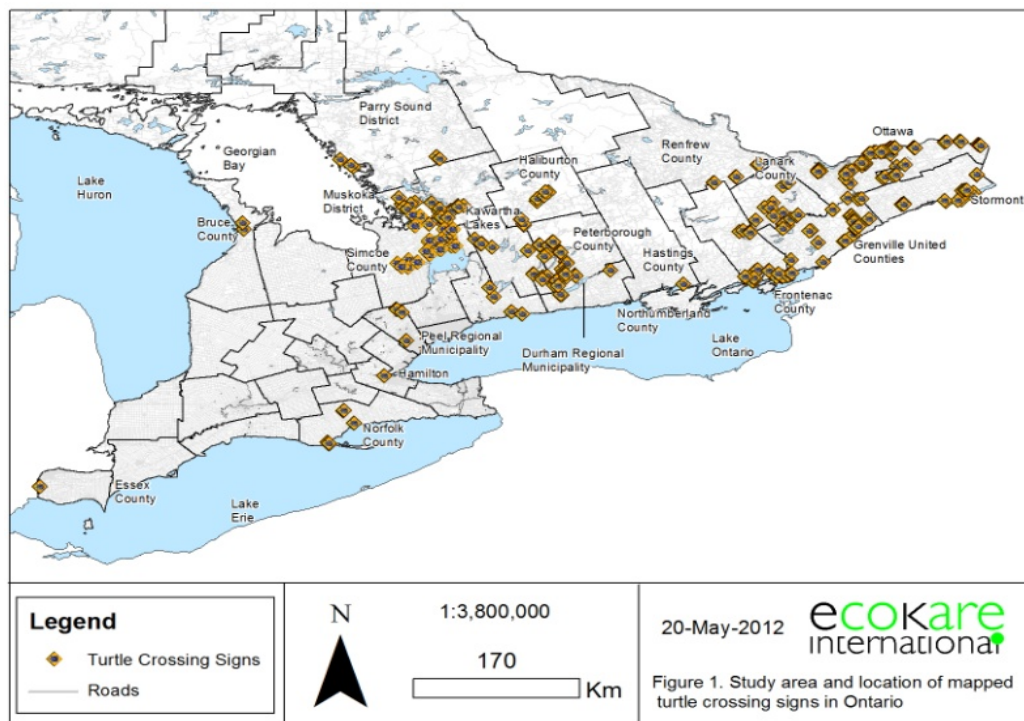 Parry Sound
District
Georgian
Bay
Lake
Huron
Muskoka
District
Bruce
County
Simcoe
County
Kawartha
Lakes
Haliburton
County
Renfrew
County
Lanark
County
Ottawa
Stormont
Grenville United
Counties
Peterborough
County
Hastings
County
Frontenac
County
Northumberland
County
Lake
Ontario
Durham Regional
Municipality
Peel Regional
Municipality
Hamilton
Norfolk
County
Essex
County
Lake
Erie
Legend
Turtle Crossing Signs
Roads
N
1:3,800,000
170
Km
20-May-2012
ecokare
international
Figure 1. Study area and location of mapped
turtle crossing signs in Ontario